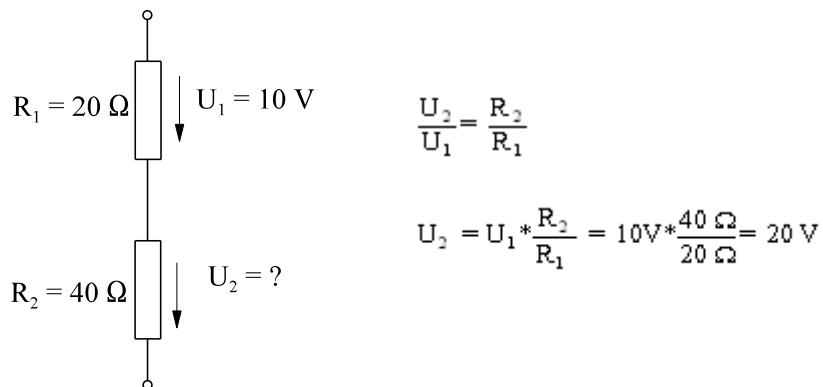 R₁ = 20 Ω
U₁ = 10 V
R₂ = 40 Ω
U₂ = ?
U₂/U₁ = R₂/R₁
U₂ = U₁*R₂/R₁ = 10V*40 Ω/20 Ω = 20 V